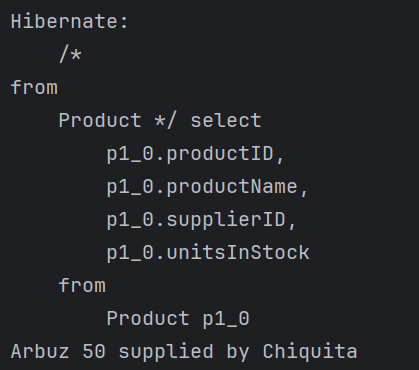 Hibernate:
    /*
from
    Product */ select
        p1_0.productID,
        p1_0.productName,
        p1_0.supplierID,
        p1_0.unitsInStock
    from
        Product p1_0
Arbuz 50 supplied by Chiquita